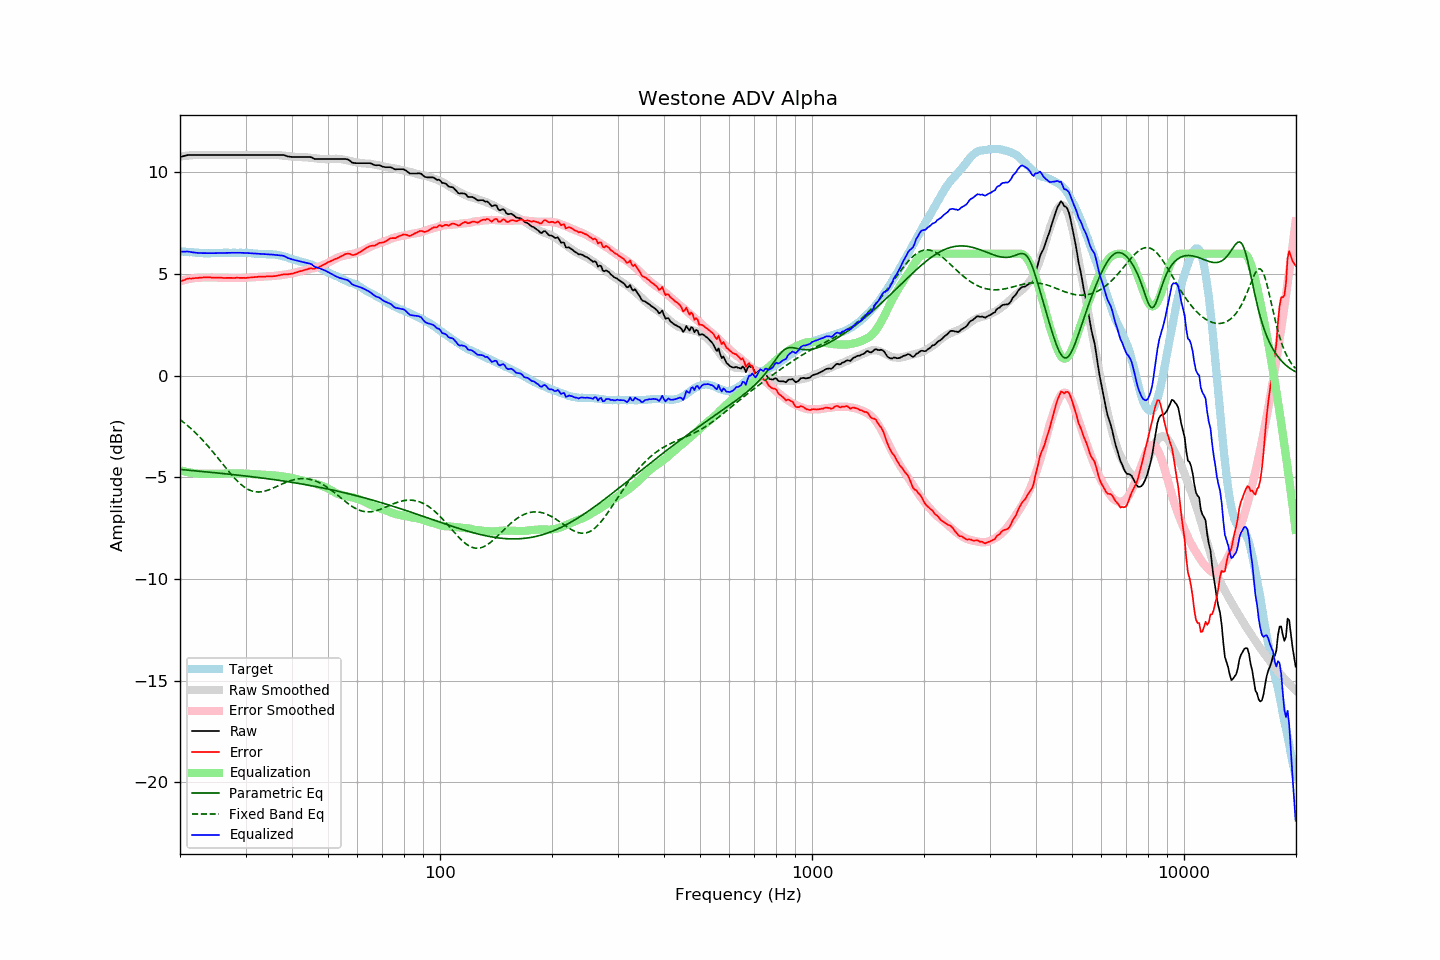 Westone ADV Alpha
Amplitude (dBr)
10
5
0
−5
−10
−15
−20
Target
Raw Smoothed
Error Smoothed
Raw
Error
Equalization
Parametric Eq
Fixed Band Eq
Equalized
100
1000
10000
Frequency (Hz)